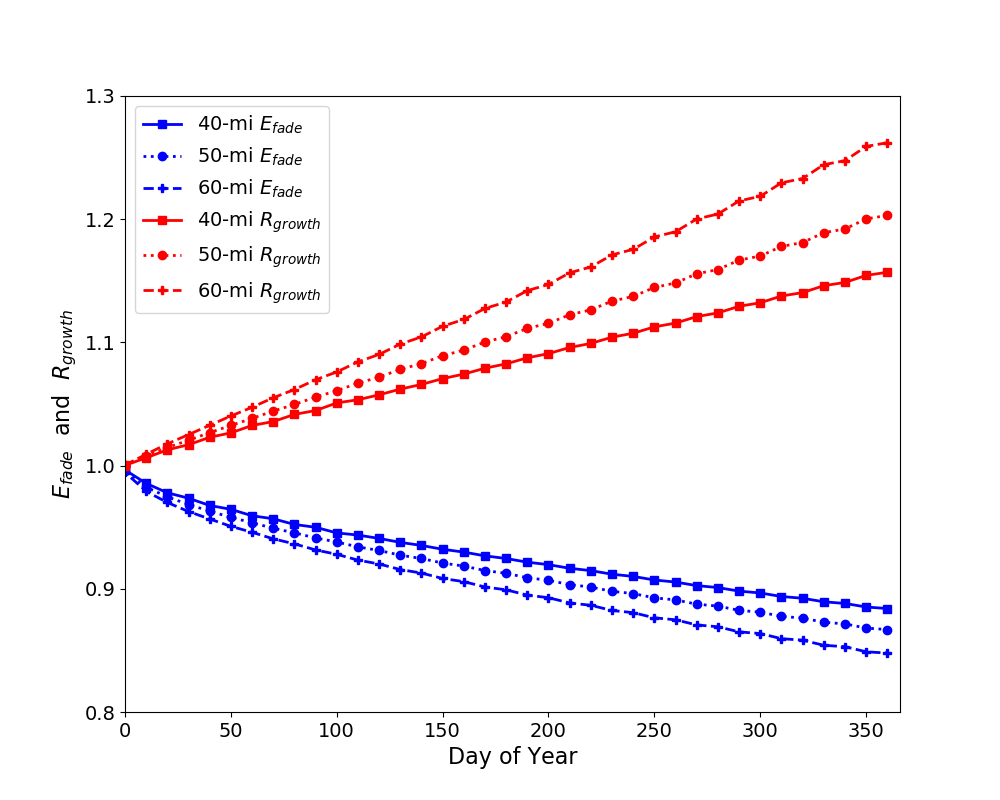 1.3
1.2
1.1
1.0
0.9
0.8
E_fade and R_growth
40-mi E_fade
50-mi E_fade
60-mi E_fade
40-mi R_growth
50-mi R_growth
60-mi R_growth
0 50 100 150 200 250 300 350
Day of Year